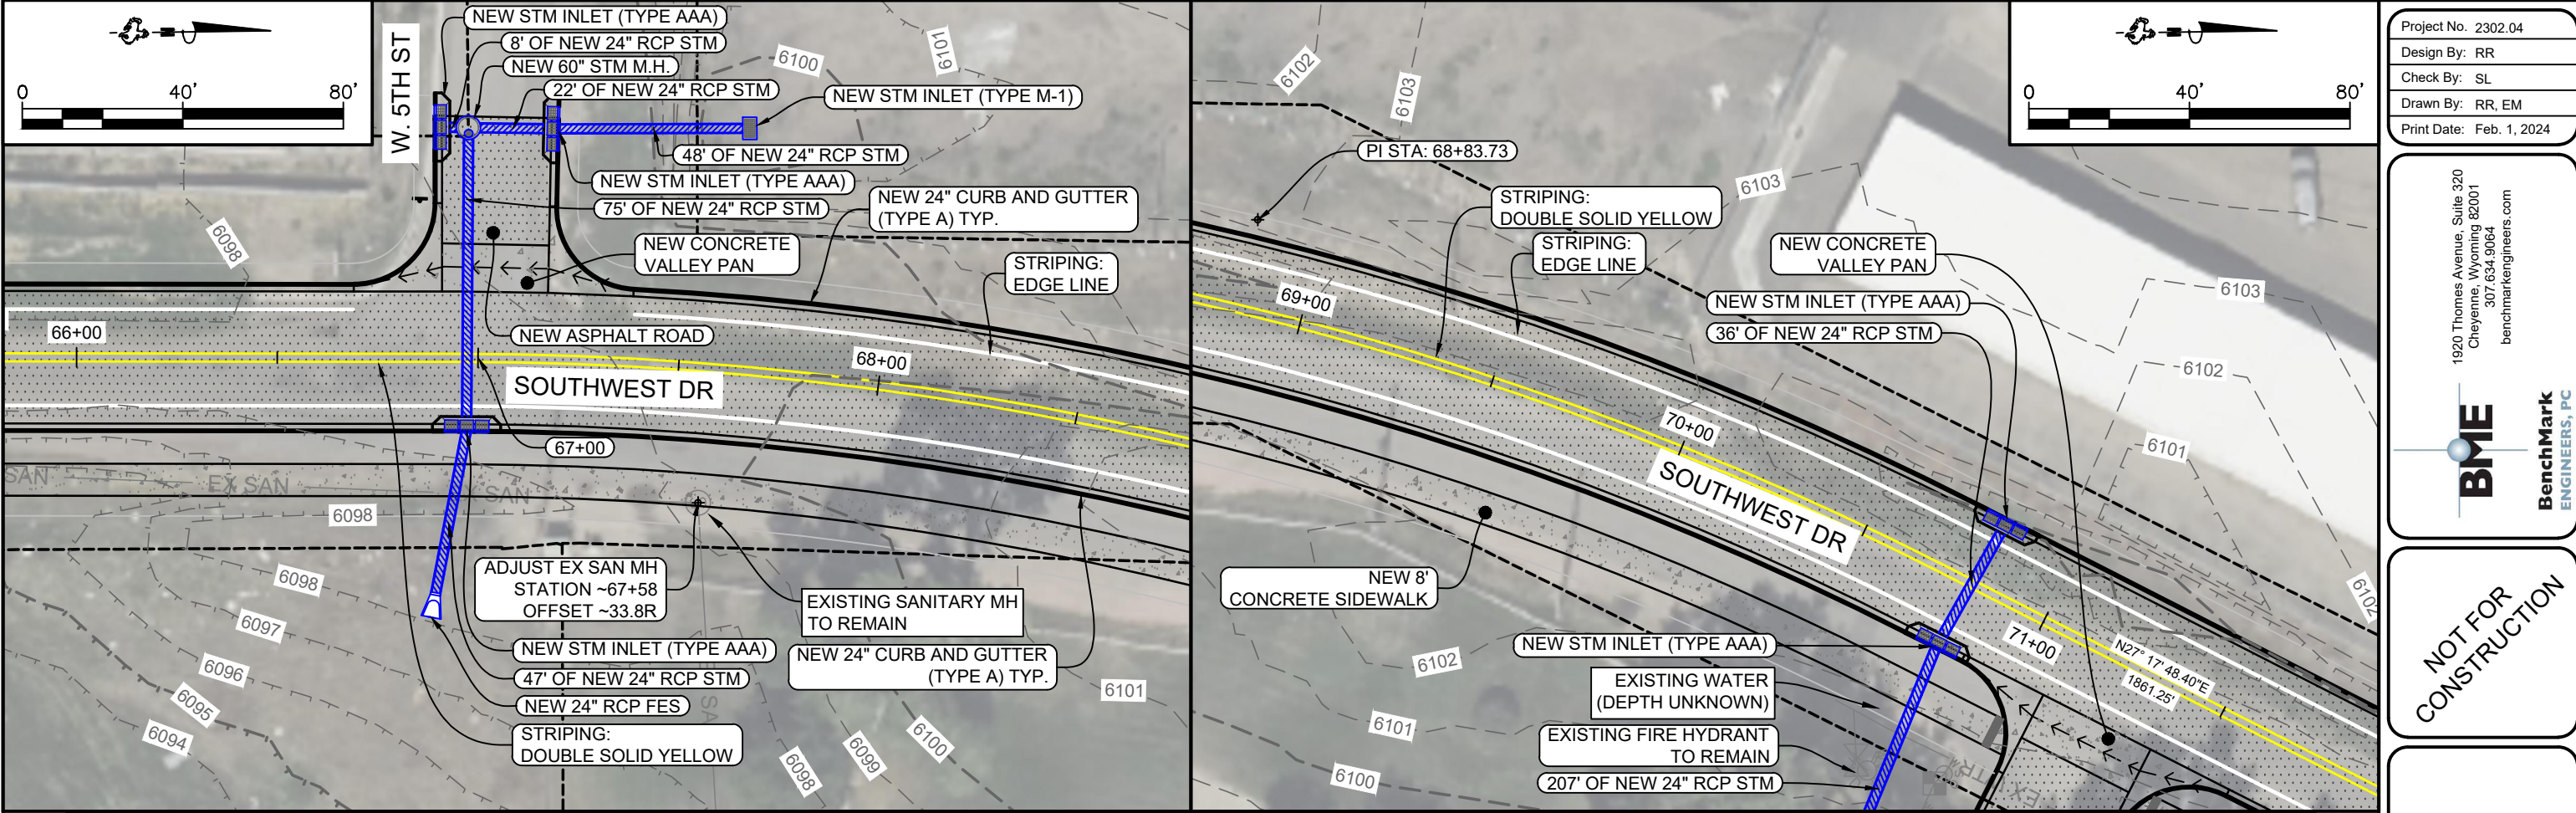 0 40' 80'
W. 5TH ST
NEW STM INLET (TYPE AAA)
8' OF NEW 24" RCP STM
NEW 60" STM M.H.
22' OF NEW 24" RCP STM
NEW STM INLET (TYPE M-1)
48' OF NEW 24" RCP STM
NEW STM INLET (TYPE AAA)
75' OF NEW 24" RCP STM
NEW 24" CURB AND GUTTER
(TYPE A) TYP.
NEW CONCRETE
VALLEY PAN
STRIPING:
EDGE LINE
6100
6101
6098
66+00
NEW ASPHALT ROAD
68+00
SOUTHWEST DR
67+00
SAN
EX SAN
SAN
6098
ADJUST EX SAN MH
STATION ~67+58
OFFSET ~33.8R
EXISTING SANITARY MH
TO REMAIN
NEW STM INLET (TYPE AAA)
47' OF NEW 24" RCP STM
NEW 24" RCP FES
STRIPING:
DOUBLE SOLID YELLOW
NEW 24" CURB AND GUTTER
(TYPE A) TYP.
6098
6097
6096
6095
6094
SA
6098
6099
6100
6101
0 40' 80'
6102
6103
PI STA: 68+83.73
STRIPING:
DOUBLE SOLID YELLOW
STRIPING:
EDGE LINE
6103
NEW CONCRETE
VALLEY PAN
NEW STM INLET (TYPE AAA)
36' OF NEW 24" RCP STM
6103
6102
6101
6102
69+00
70+00
SOUTHWEST DR
71+00
N27° 17' 48.40"E
1861.25'
NEW 8'
CONCRETE SIDEWALK
NEW STM INLET (TYPE AAA)
EXISTING WATER
(DEPTH UNKNOWN)
EXISTING FIRE HYDRANT
TO REMAIN
207' OF NEW 24" RCP STM
6102
6101
6100
Project No. 2302.04
Design By: RR
Check By: SL
Drawn By: RR, EM
Print Date: Feb. 1, 2024
1920 Thomes Avenue, Suite 320
Cheyenne, Wyoming 82001
307.634.9064
benchmarkengineers.com
BME
BenchMark
ENGINEERS, PC
NOT FOR
CONSTRUCTION